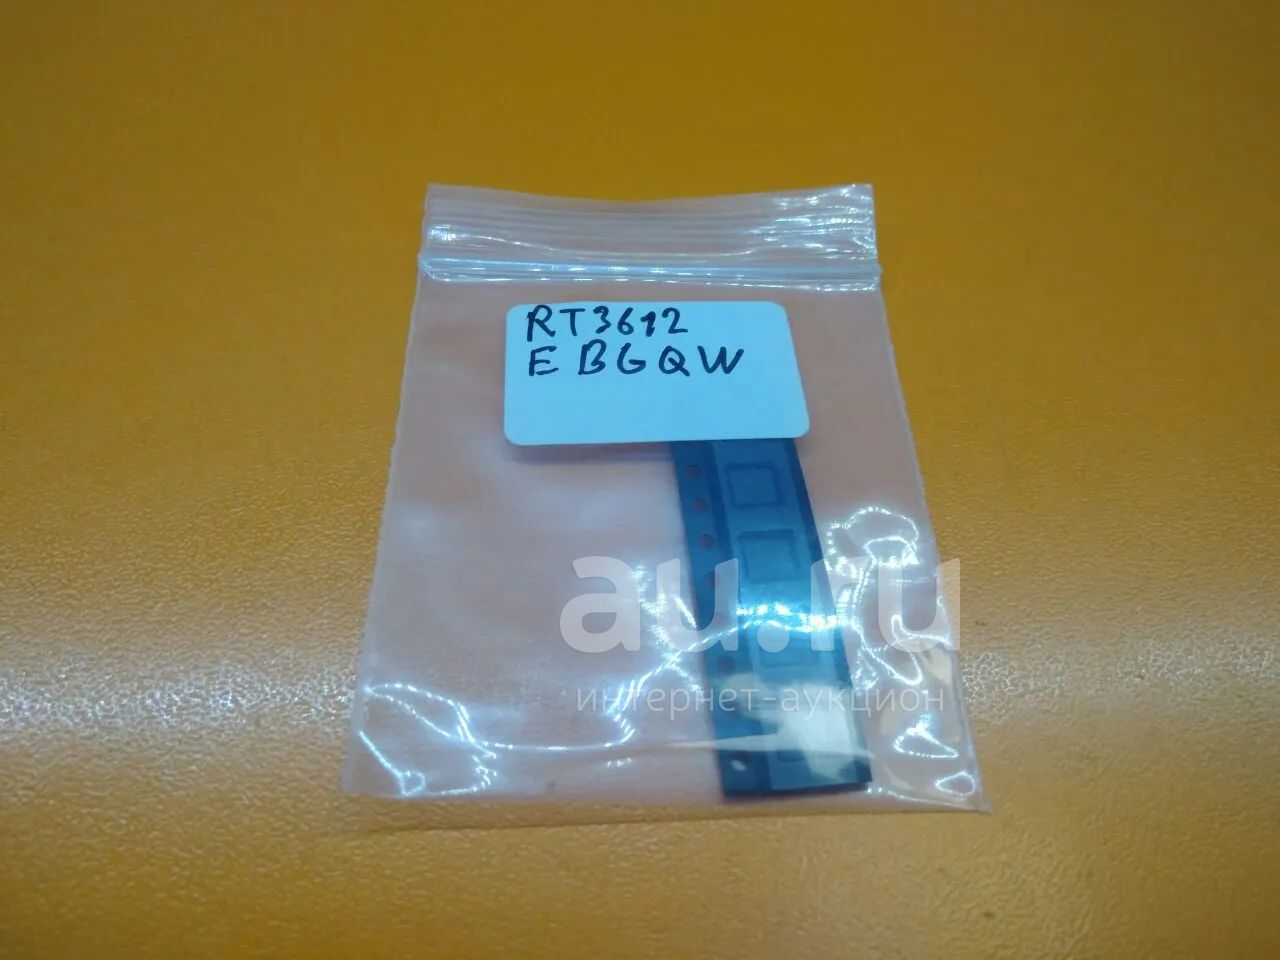 RT3612
EBGQW
au.ru
интернет-аукцион